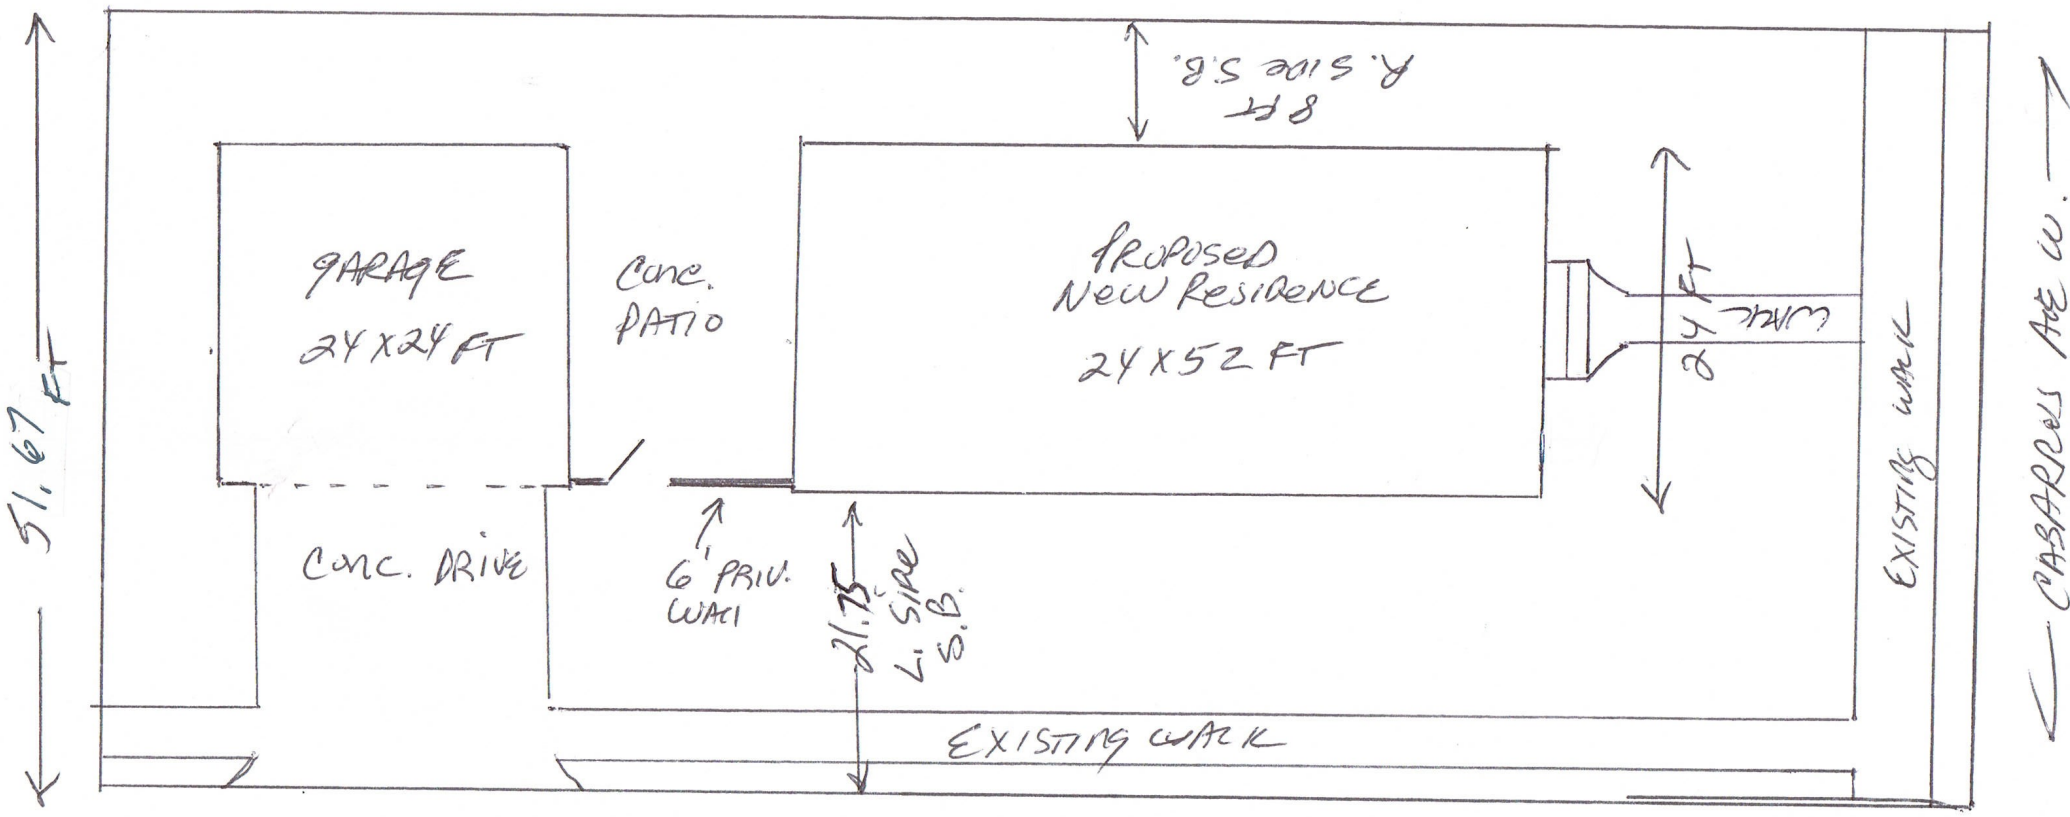 51.67 FT
8 FT
R. SIDE S.B.
GARAGE
24 X 24 FT
CONC.
PATIO
PROPOSED
NEW RESIDENCE
24 X 52 FT
24 FT
WALK
EXISTING WALK
← CABARRUS AVE W. →
CONC. DRIVE
6' PRIV.
WALL
21.75
L. SIDE
S.B.
EXISTING WALK